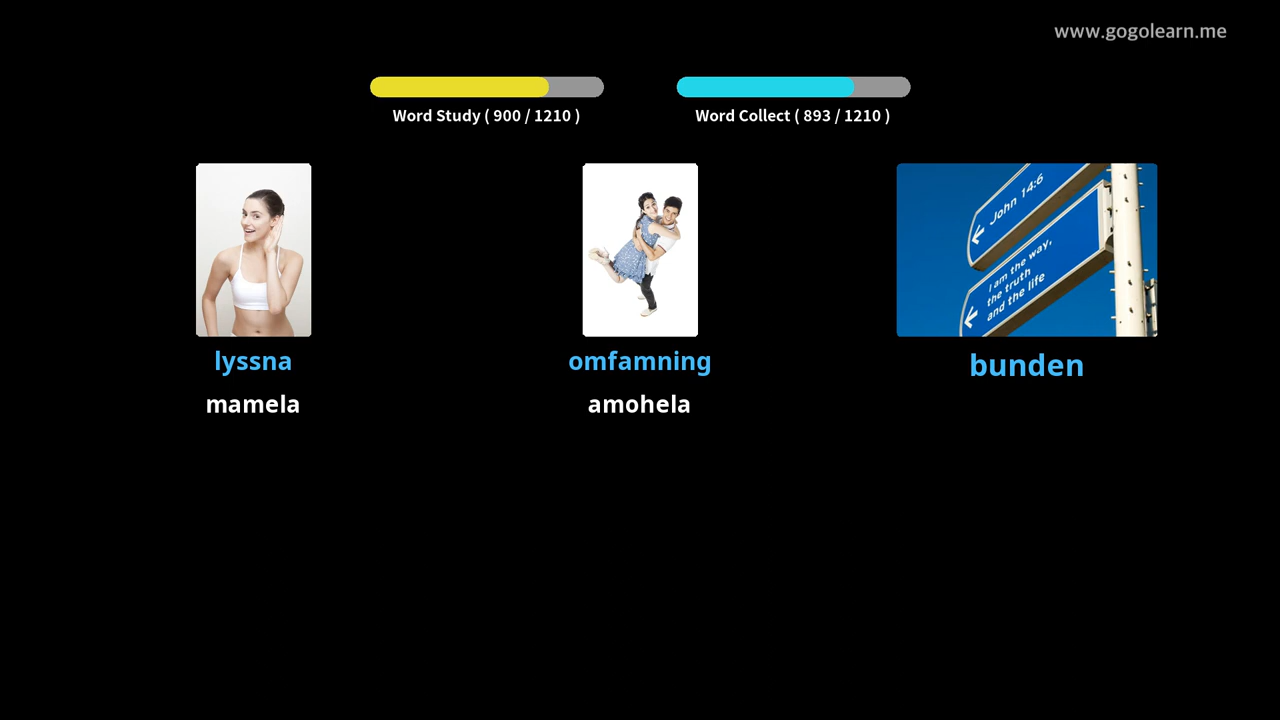 www.gogolearn.me
Word Study ( 900 / 1210 )
Word Collect ( 893 / 1210 )
John 14:6
I am the way,
the truth
and the life
lyssna
omfamning
bunden
mamela
amohela